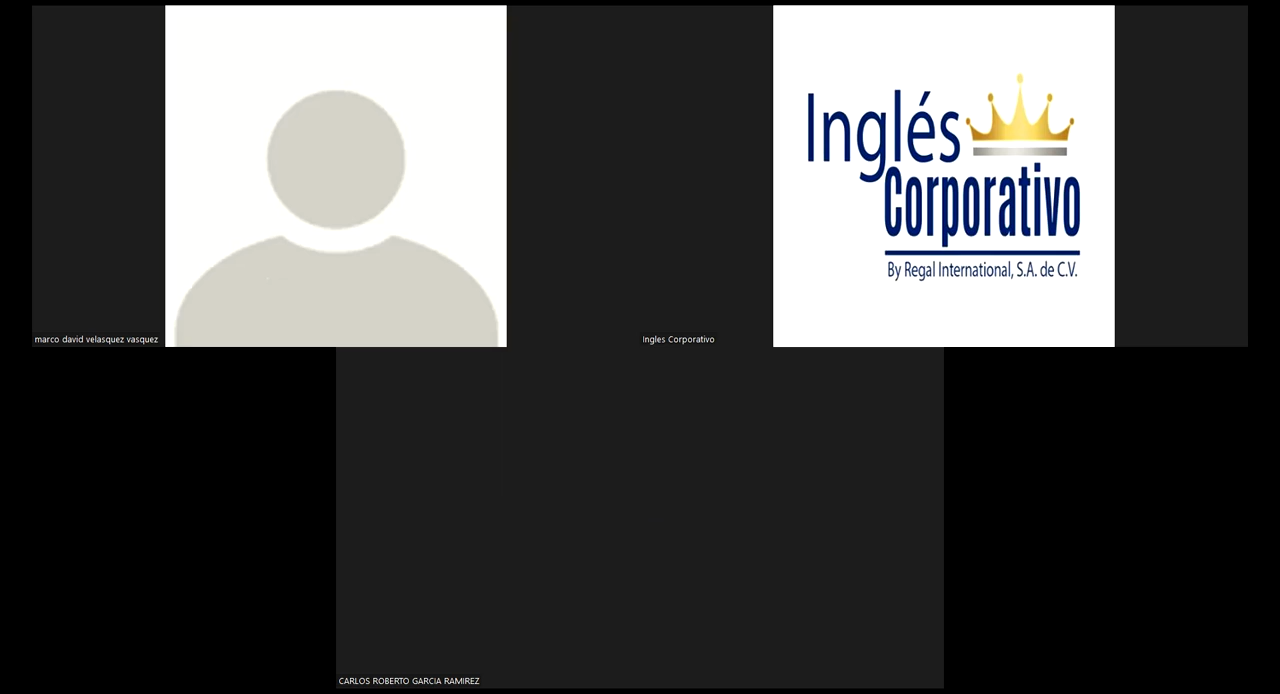 Inglés
Corporativo
By Regal International, S.A. de C.V.
marco david velasquez vasquez
Ingles Corporativo
CARLOS ROBERTO GARCIA RAMIREZ